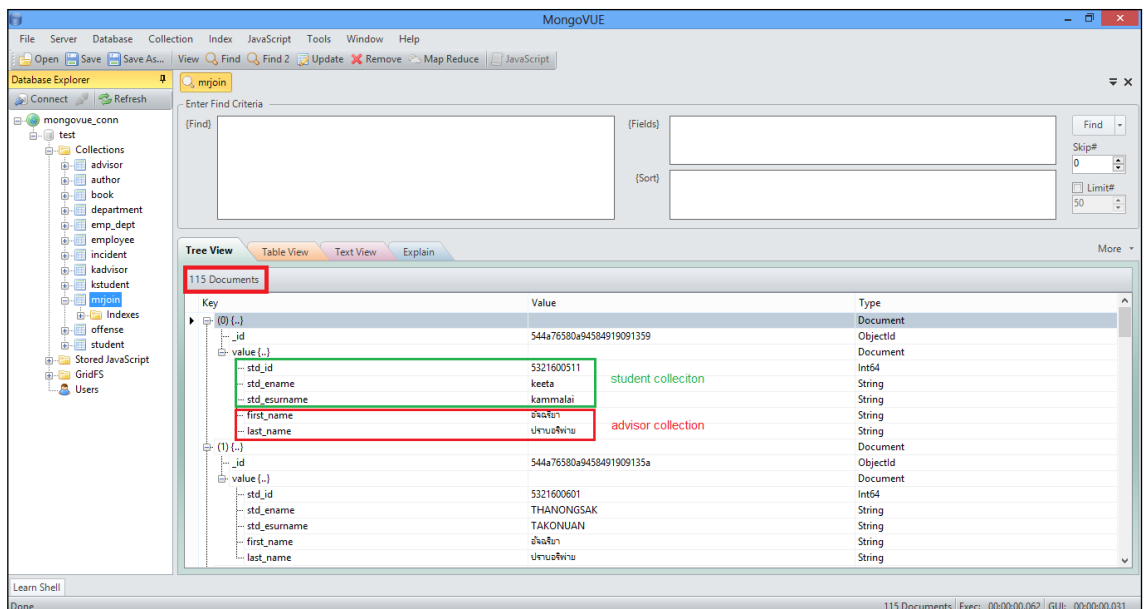 MongoVUE
File Server Database Collection Index JavaScript Tools Window Help
Open Save Save As... View Find Find 2 Update Remove Map Reduce JavaScript
Database Explorer
Connect Refresh
mongovue_conn
test
Collections
advisor
author
book
department
emp_dept
employee
incident
kadvisor
kstudent
mrjoin
Indexes
offense
student
Stored JavaScript
GridFS
Users
mrjoin
Enter Find Criteria
{Find}
{Fields}
Find
Skip#
0
{Sort}
Limit#
50
Tree View Table View Text View Explain More
115 Documents
Key Value Type
(0) {..} Document
_id 544a76580a94584919091359 ObjectId
value {..} Document
std_id 5321600511 Int64
std_ename keeta String
student colleciton
std_esurname kammalai String
first_name อัจฉริยา String
last_name ปราบอริพ่าย String
advisor collection
(1) {..} Document
_id 544a76580a9458491909135a ObjectId
value {..} Document
std_id 5321600601 Int64
std_ename THANONGSAK String
std_esurname TAKONUAN String
first_name อัจฉริยา String
last_name ปราบอริพ่าย String
Learn Shell
Done 115 Documents Exec: 00:00:00.062 GUI: 00:00:00.031